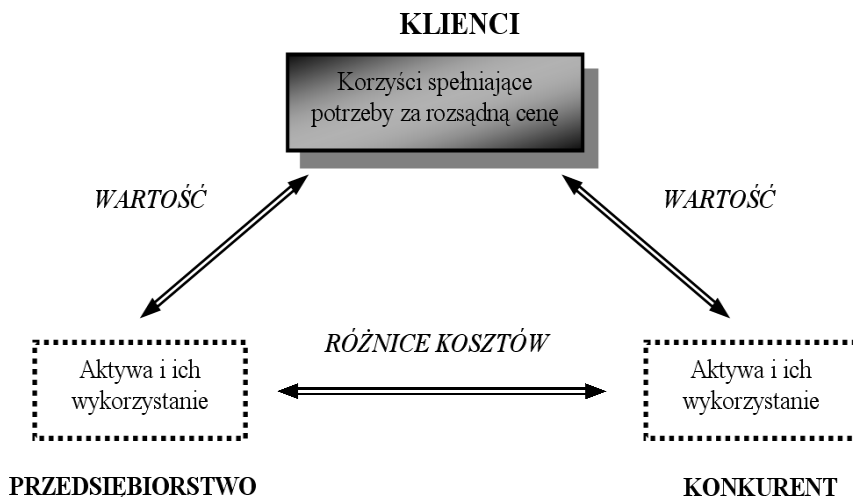 KLIENCI
Korzyści spełniające
potrzeby za rozsądną cenę
WARTOŚĆ
WARTOŚĆ
RÓŻNICE KOSZTÓW
Aktywa i ich
wykorzystanie
Aktywa i ich
wykorzystanie
PRZEDSIĘBIORSTWO
KONKURENT